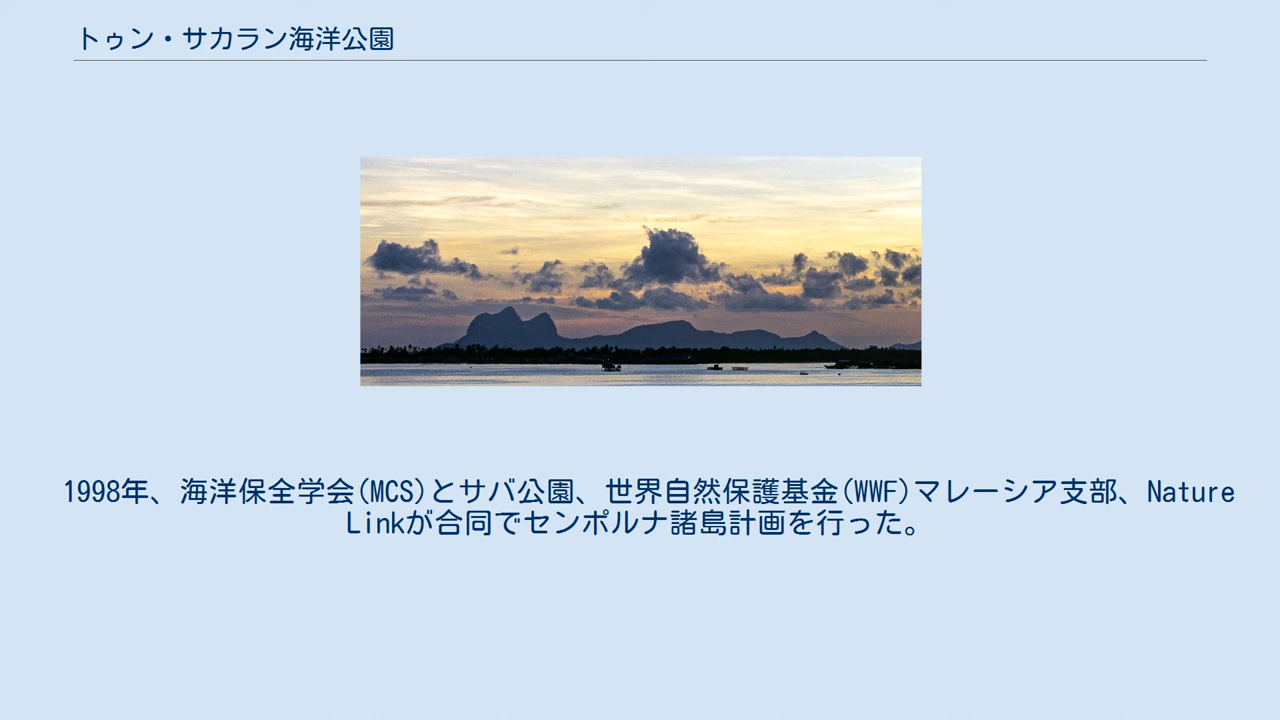 トゥン・サカラン海洋公園
1998年、海洋保全学会(MCS)とサバ公園、世界自然保護基金(WWF)マレーシア支部、Nature
Linkが合同でセンポルナ諸島計画を行った。